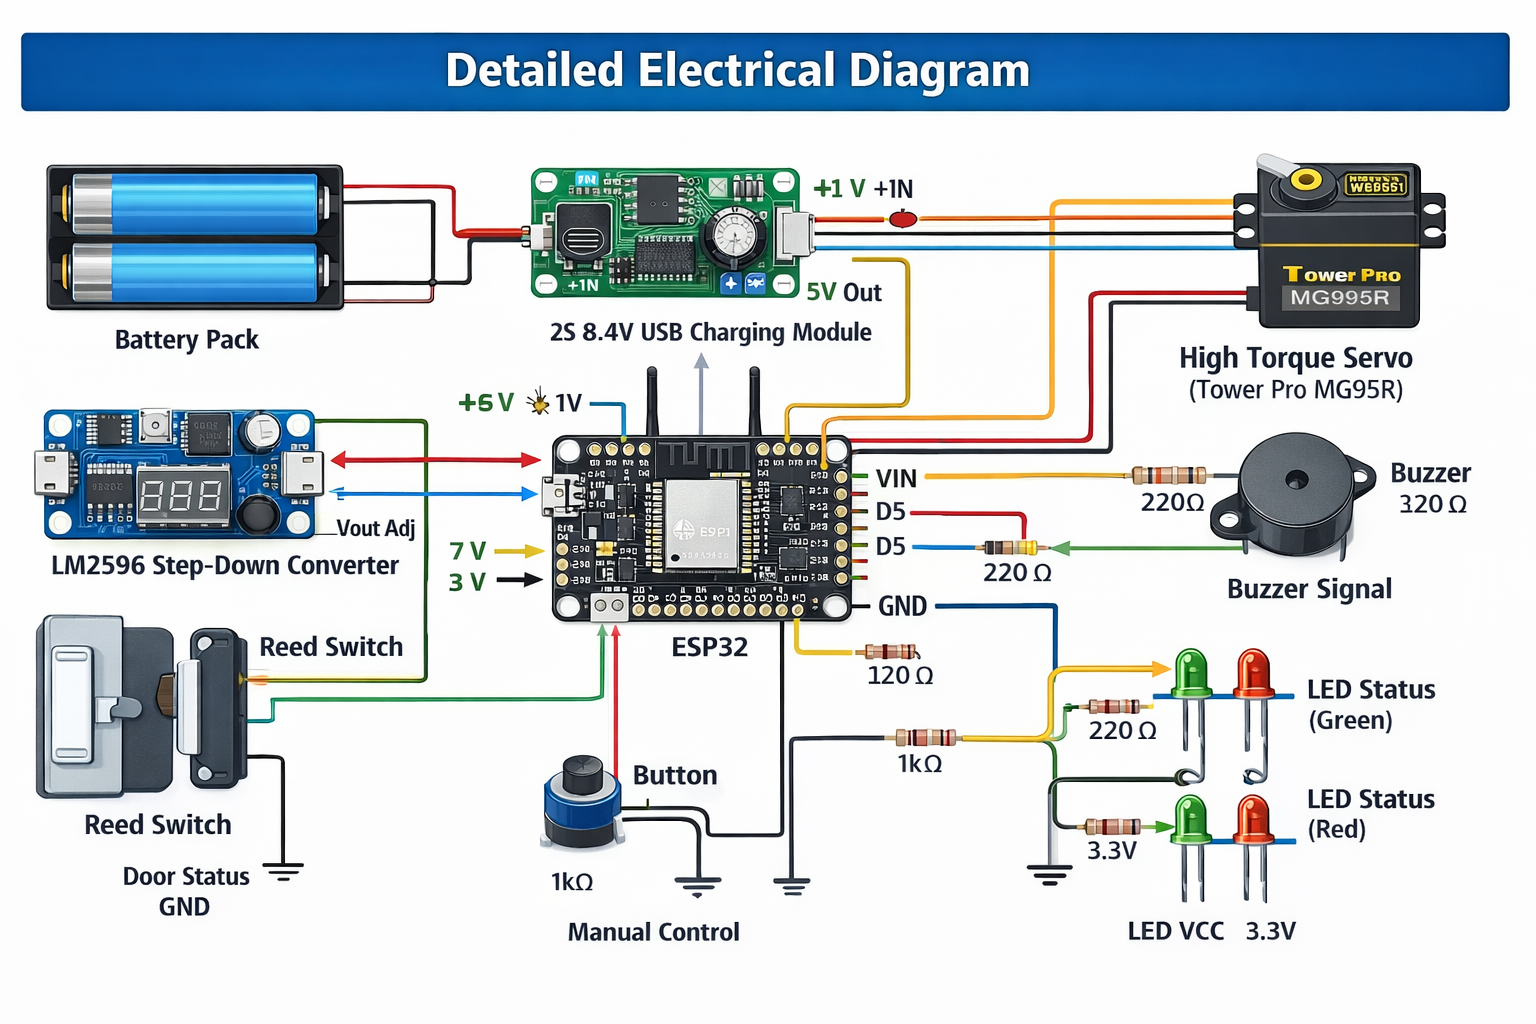 Detailed Electrical Diagram
+1 V +1N
+1N
5V Out
Battery Pack
2S 8.4V USB Charging Module
Tower Pro
MG995R
High Torque Servo
(Tower Pro MG95R)
+6 V 1V
Vout Adj
LM2596 Step-Down Converter
7 V
3 V
VIN
D5
D5
GND
220Ω
220 Ω
Buzzer
320 Ω
Buzzer Signal
ESP32
120 Ω
Reed Switch
Reed Switch
Door Status
GND
Button
1kΩ
Manual Control
1kΩ
220 Ω
3.3V
LED Status
(Green)
LED Status
(Red)
LED VCC 3.3V